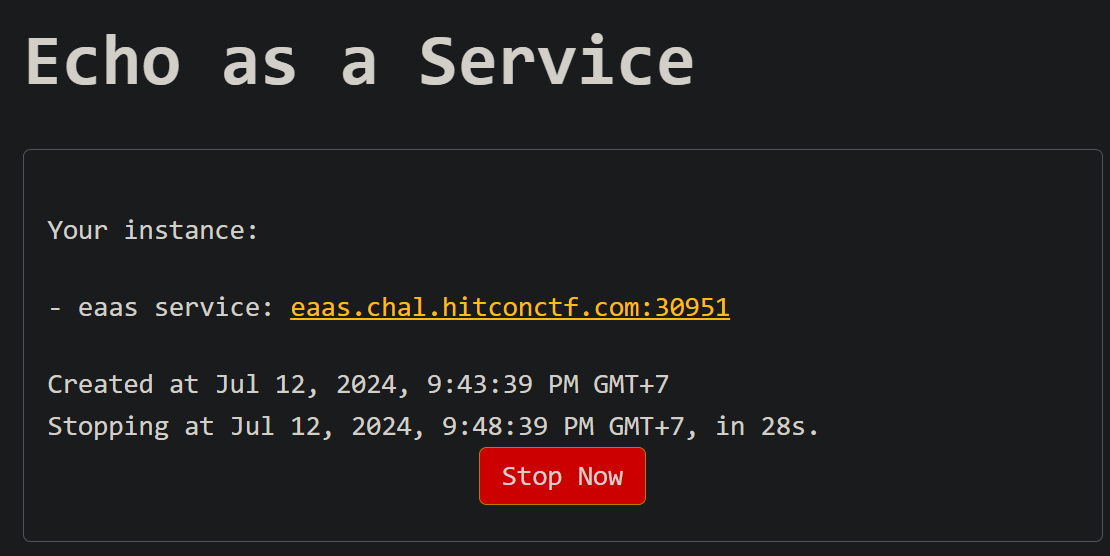 Echo as a Service
Your instance:
- eaas service: eaas.chal.hitconctf.com:30951
Created at Jul 12, 2024, 9:43:39 PM GMT+7
Stopping at Jul 12, 2024, 9:48:39 PM GMT+7, in 28s.
Stop Now